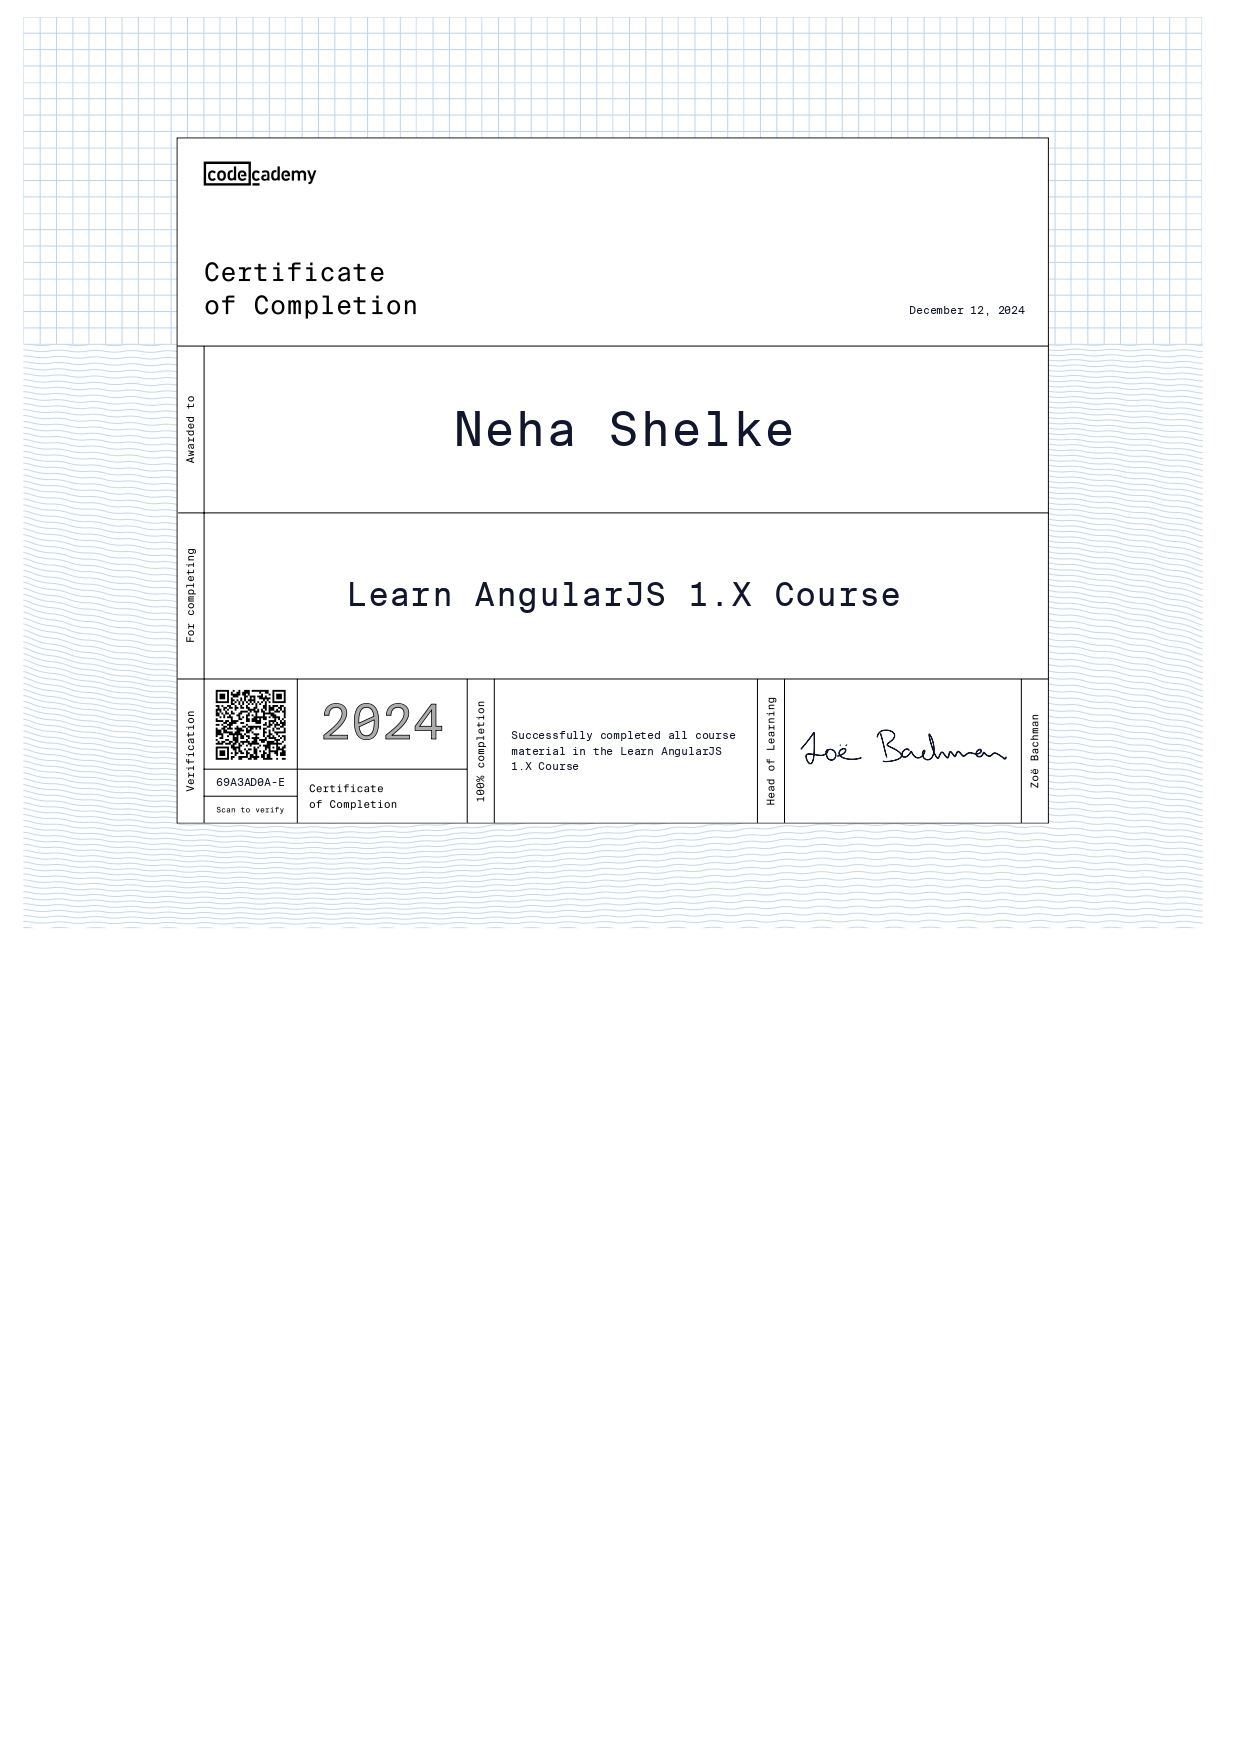 codecademy
Certificate
of Completion
December 12, 2024
Awarded to
Neha Shelke
For completing
Learn AngularJS 1.X Course
Verification
69A3AD0A-E
Scan to verify
2024
Certificate
of Completion
100% completion
Successfully completed all course
material in the Learn AngularJS
1.X Course
Head of Learning
Zoë Bachman
Zoë Bachman